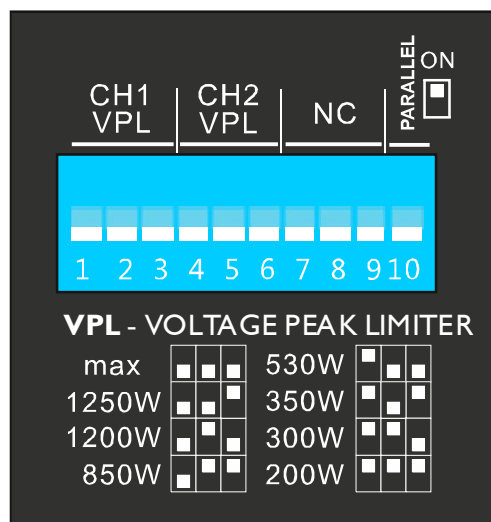 PARALLEL
ON
CH1 VPL
CH2 VPL
NC
1 2 3 4 5 6 7 8 9 10
VPL - VOLTAGE PEAK LIMITER
max 530W
1250W 350W
1200W 300W
850W 200W